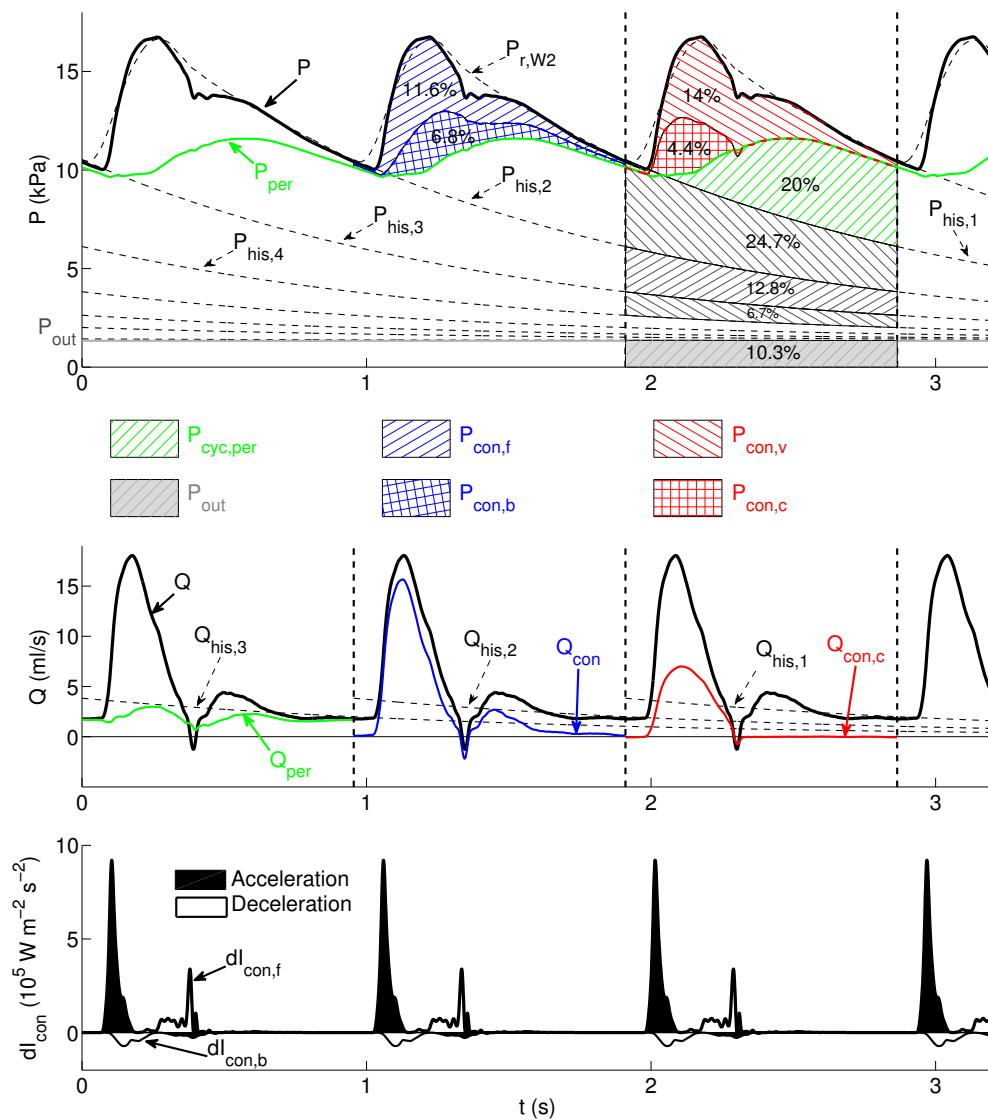 P
P_per
P_his,4
P_his,3
P_his,2
P_r,W2
P_his,1
11.6%
6.8%
14%
4.4%
20%
24.7%
12.8%
6.7%
10.3%
15
10
5
0
P_out
P (kPa)
0 1 2 3
P_cyc,per P_con,f P_con,v
P_out P_con,b P_con,c
15
10
5
0
Q (ml/s)
Q
Q_his,3
Q_per
Q_his,2
Q_con
Q_his,1
Q_con,c
0 1 2 3
10
5
0
dI_con (10^5 W m^−2 s^−2)
Acceleration
Deceleration
dI_con,f
dI_con,b
0 1 2 3
t (s)